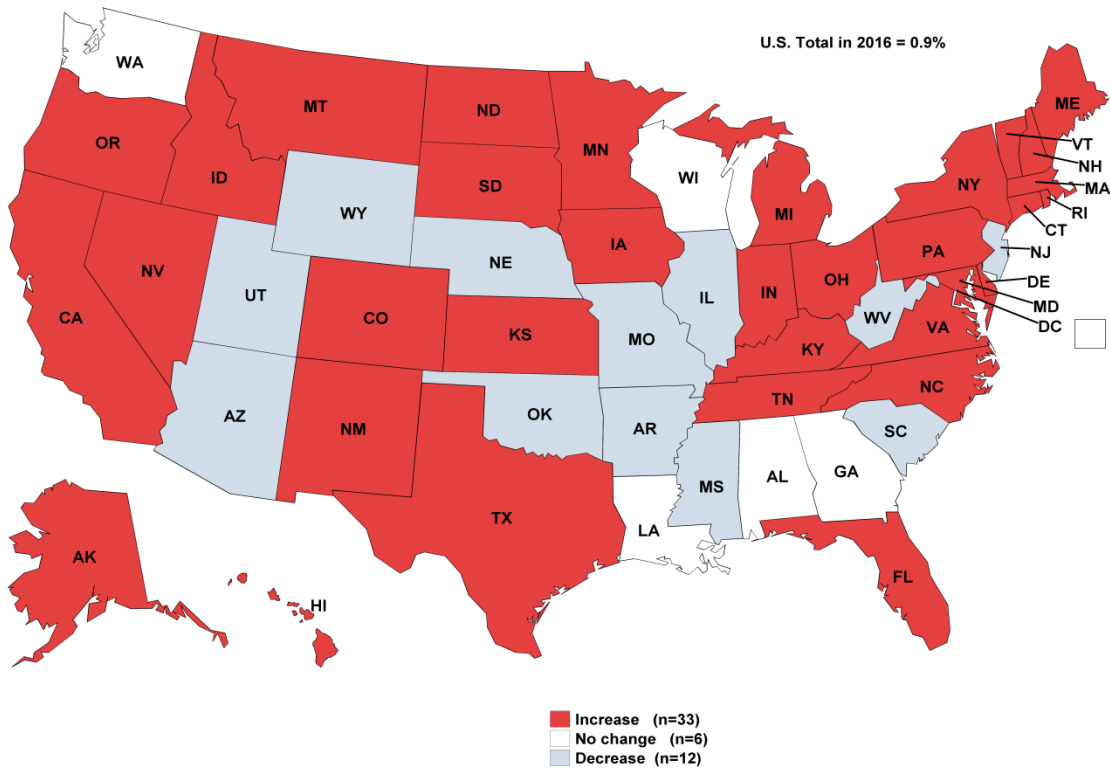 U.S. Total in 2016 = 0.9%
WA
ME
MT
ND
VT
OR
MN
NH
ID
SD
WI
NY
MA
WY
MI
RI
CT
IA
PA
NJ
NE
NV
OH
DE
UT
IL
IN
MD
CA
CO
WV
VA
DC
KS
MO
KY
NC
TN
AZ
NM
OK
AR
SC
MS
AL
GA
TX
LA
AK
FL
HI
Increase (n=33)
No change (n=6)
Decrease (n=12)